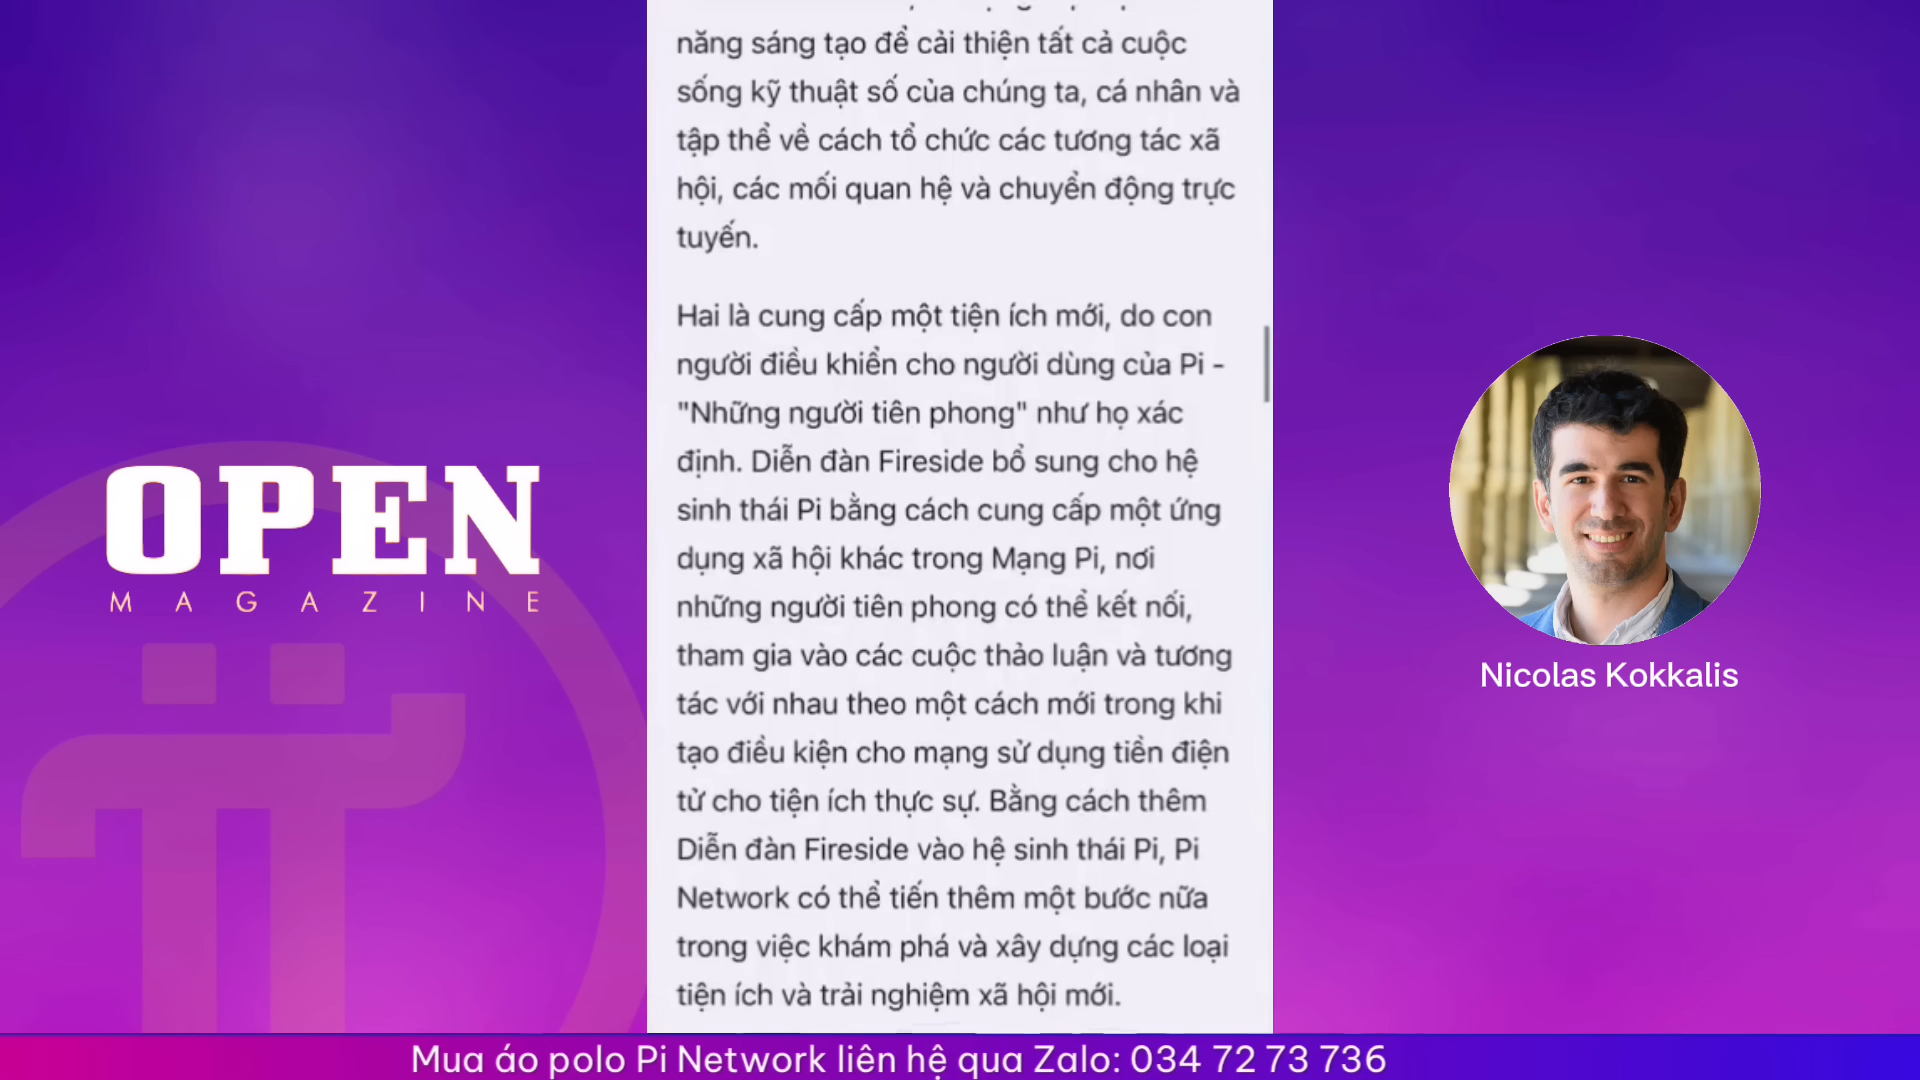 năng sáng tạo để cải thiện tất cả cuộc
sống kỹ thuật số của chúng ta, cá nhân và
tập thể về cách tổ chức các tương tác xã
hội, các mối quan hệ và chuyển động trực
tuyến.
Hai là cung cấp một tiện ích mới, do con
người điều khiển cho người dùng của Pi -
"Những người tiên phong" như họ xác
định. Diễn đàn Fireside bổ sung cho hệ
sinh thái Pi bằng cách cung cấp một ứng
dụng xã hội khác trong Mạng Pi, nơi
những người tiên phong có thể kết nối,
tham gia vào các cuộc thảo luận và tương
tác với nhau theo một cách mới trong khi
tạo điều kiện cho mạng sử dụng tiền điện
tử cho tiện ích thực sự. Bằng cách thêm
Diễn đàn Fireside vào hệ sinh thái Pi, Pi
Network có thể tiến thêm một bước nữa
trong việc khám phá và xây dựng các loại
tiện ích và trải nghiệm xã hội mới.
OPEN
MAGAZINE
Nicolas Kokkalis
Mua áo polo Pi Network liên hệ qua Zalo: 034 72 73 736